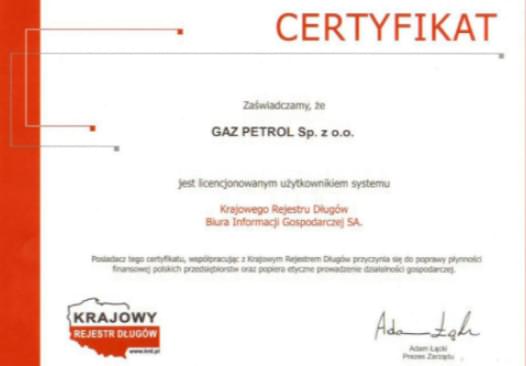 CERTYFIKAT
Zaświadczamy, że
GAZ PETROL Sp. z o.o.
jest licencjonowanym użytkownikiem systemu
Krajowego Rejestru Długów
Biura Informacji Gospodarczej SA.
Posiadacz tego certyfikatu, współpracując z Krajowym Rejestrem Długów przyczynia się do poprawy płynności
finansowej polskich przedsiębiorstw oraz popiera etyczne prowadzenie działalności gospodarczej.
KRAJOWY
REJESTR DŁUGÓW
www.krd.pl
Adam Łącki
Adam Łącki
Prezes Zarządu